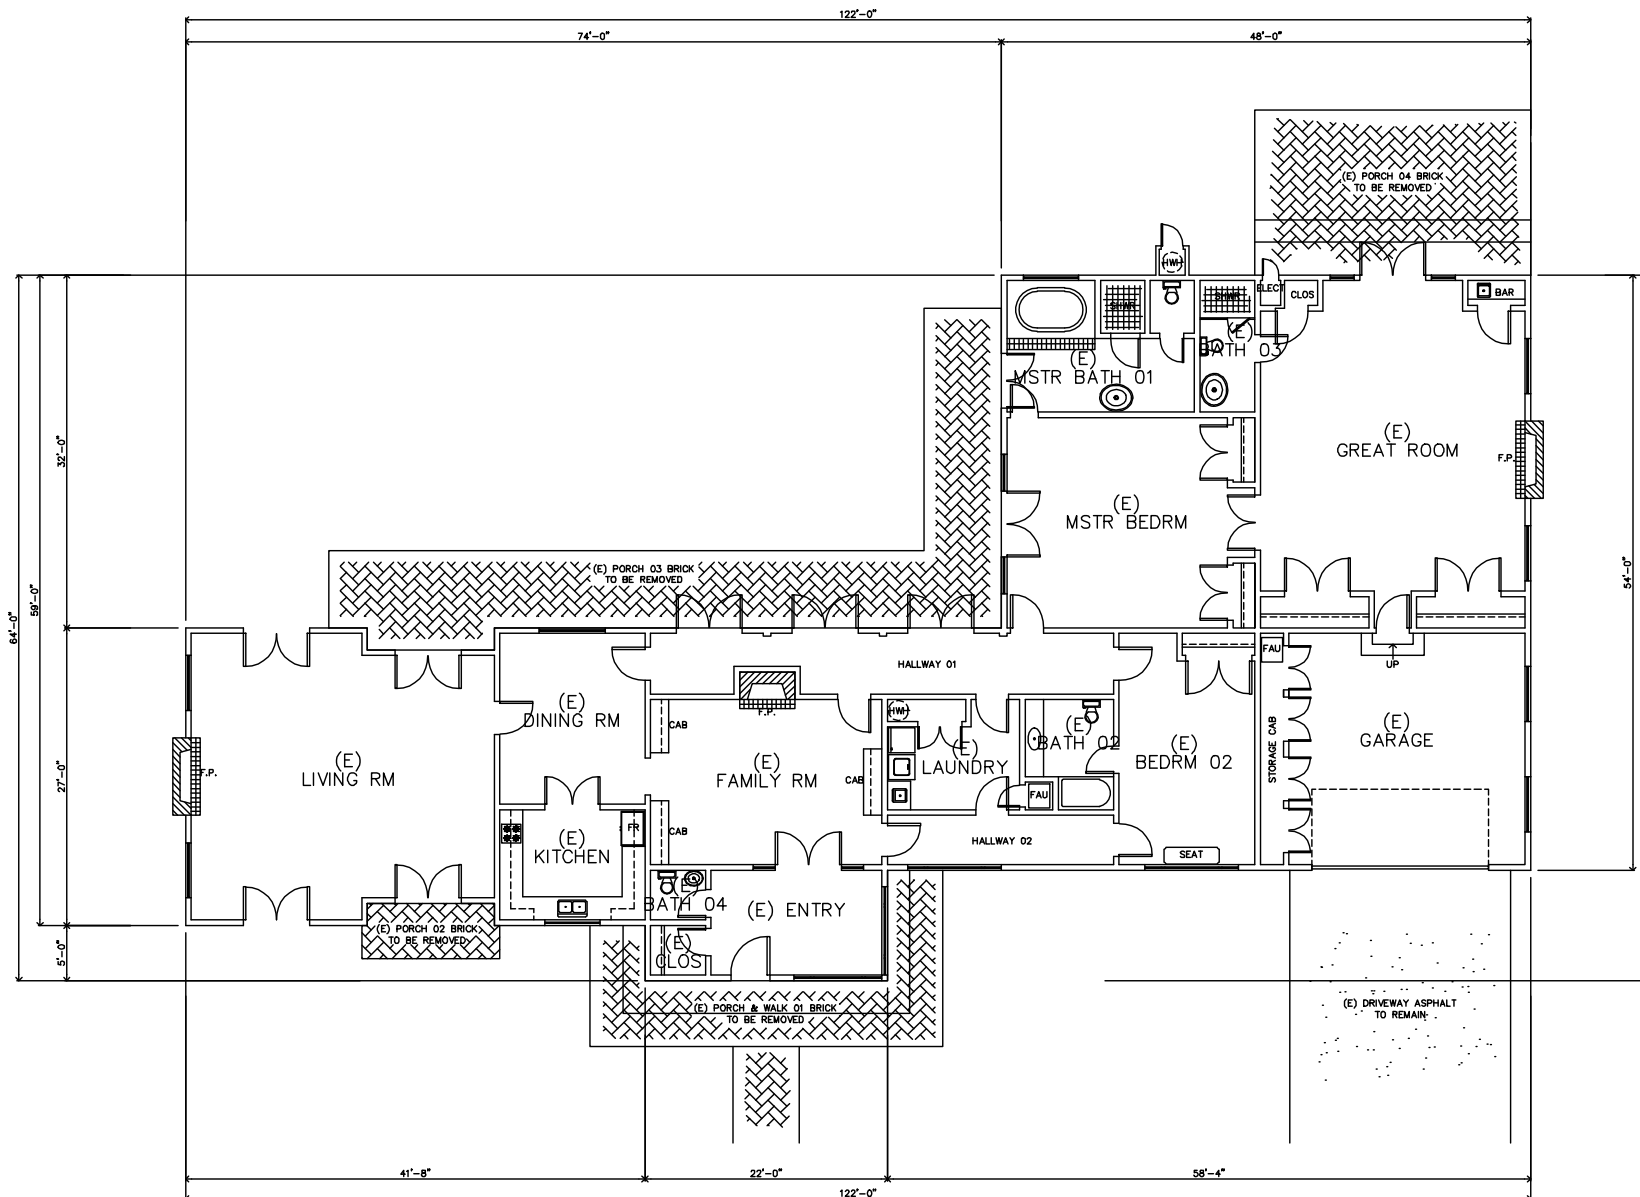 122'-0"
74'-0"
48'-0"
(E) PORCH 04 BRICK
TO BE REMOVED
HWH
ELECT
CLOS
SHWR
SHWR
BAR
(E)
BATH 03
(E)
MSTR BATH 01
32'-0"
(E)
GREAT ROOM
F.P.
(E)
MSTR BEDRM
54'-0"
64'-0"
59'-0"
(E) PORCH 03 BRICK
TO BE REMOVED
HALLWAY 01
FAU
UP
(E)
DINING RM
F.P.
CAB
HWH
(E)
BATH 02
(E)
BEDRM 02
STORAGE CAB
(E)
GARAGE
27'-0"
F.P.
(E)
LIVING RM
(E)
FAMILY RM
CAB
(E)
LAUNDRY
FAU
(E)
KITCHEN
FR
CAB
HALLWAY 02
SEAT
(E)
BATH 04
(E) ENTRY
(E) PORCH 02 BRICK
TO BE REMOVED
(E)
CLOS
5'-0"
(E) PORCH & WALK 01 BRICK
TO BE REMOVED
(E) DRIVEWAY ASPHALT
TO REMAIN
41'-8"
22'-0"
58'-4"
122'-0"